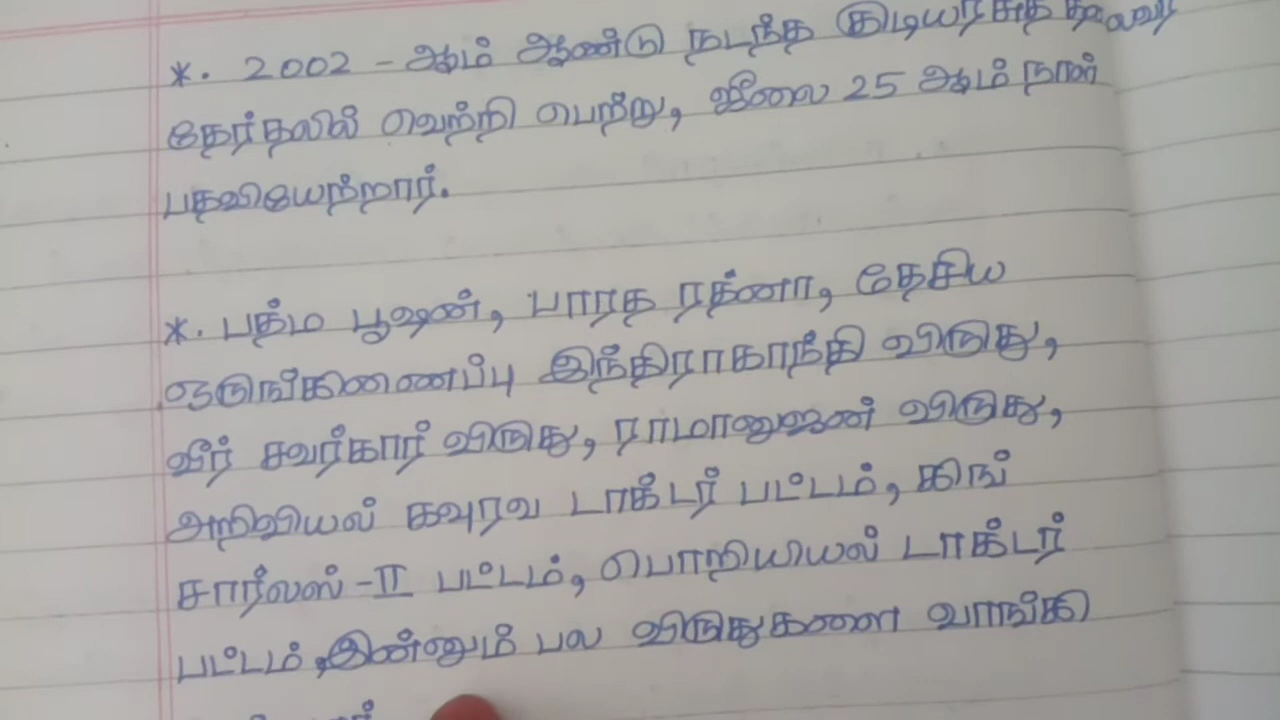 *. 2002 - ஆம் ஆண்டு நடந்த குடியரசுத் தலைவர்
தேர்தலில் வெற்றி பெற்று, ஜீலை 25 ஆம் நாள்
பதவியேற்றார்.
*. பத்ம பூஷண், பாரத ரத்னா, தேசிய
ஒருங்கிணைப்பு இந்திராகாந்தி விருது,
வீர் சவர்கார் விருது, ராமானுஜன் விருது,
அறிவியல் கவுரவ டாக்டர் பட்டம், கிங்
சார்லஸ் -II பட்டம், பொறியியல் டாக்டர்
பட்டம், இன்னும் பல விருதுகளை வாங்கி